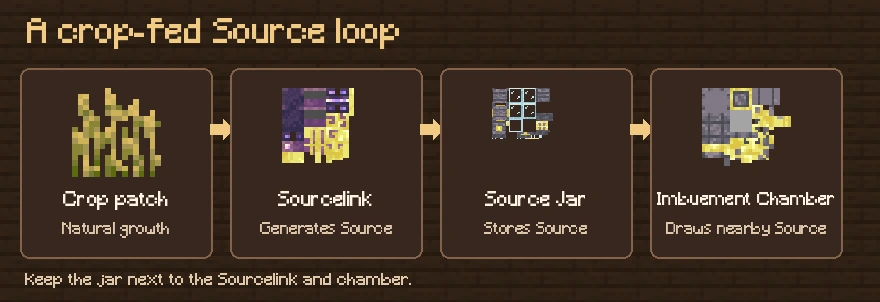 A crop-fed Source loop
Crop patch
Natural growth
Sourcelink
Generates Source
Source Jar
Stores Source
Imbuement Chamber
Draws nearby Source
Keep the jar next to the Sourcelink and chamber.